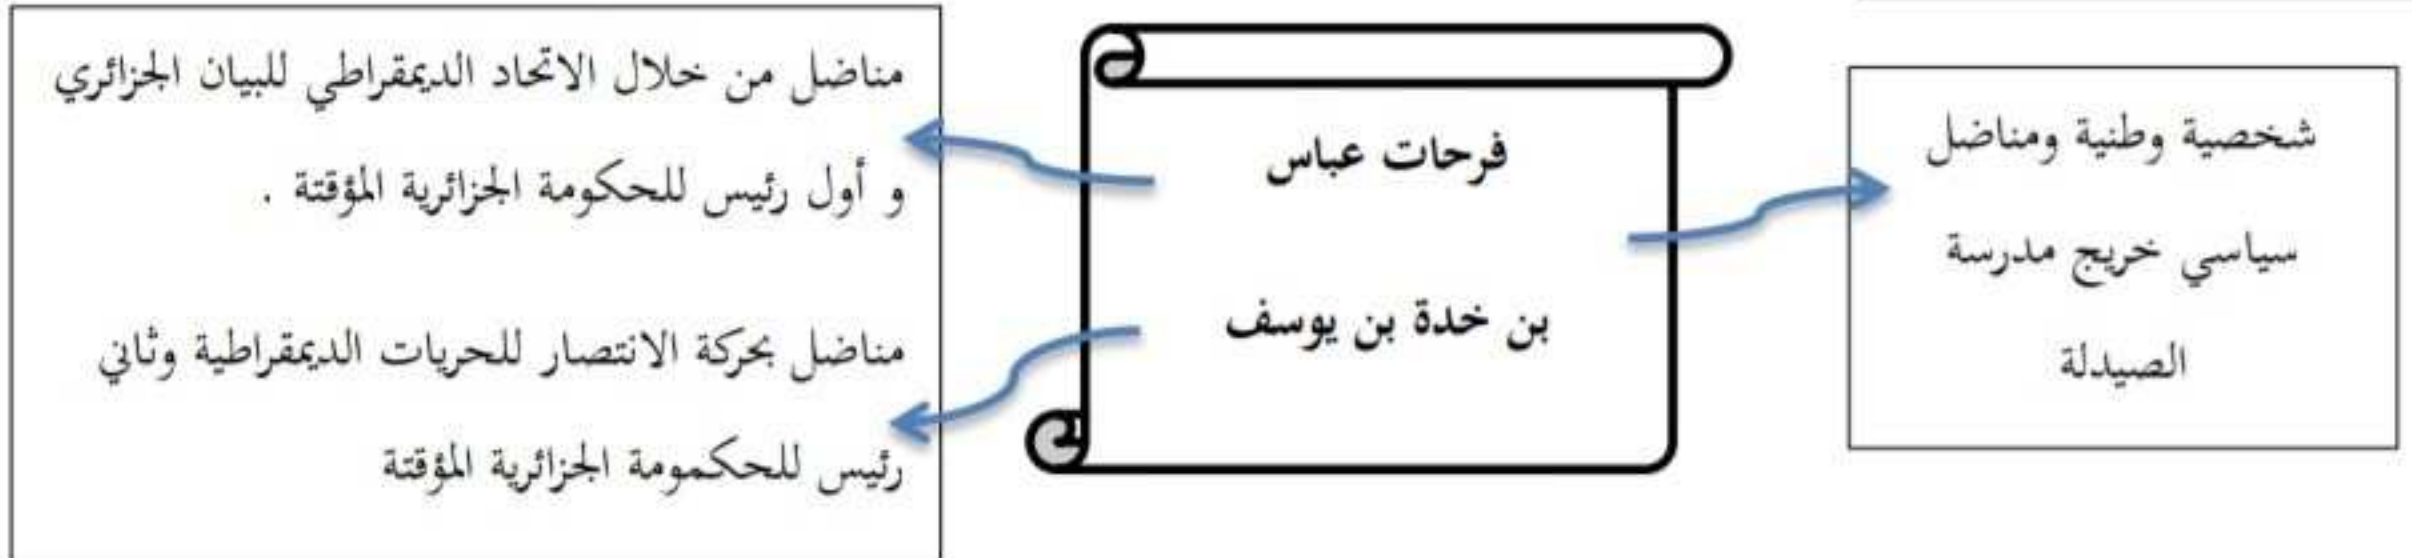 شخصية وطنية ومناضل
سياسي خريج مدرسة
الصيدلة
فرحات عباس
بن خدة بن يوسف
مناضل من خلال الاتحاد الديمقراطي للبيان الجزائري
و أول رئيس للحكومة الجزائرية المؤقتة .
مناضل بحركة الانتصار للحريات الديمقراطية وثاني
رئيس للحكمومة الجزائرية المؤقتة